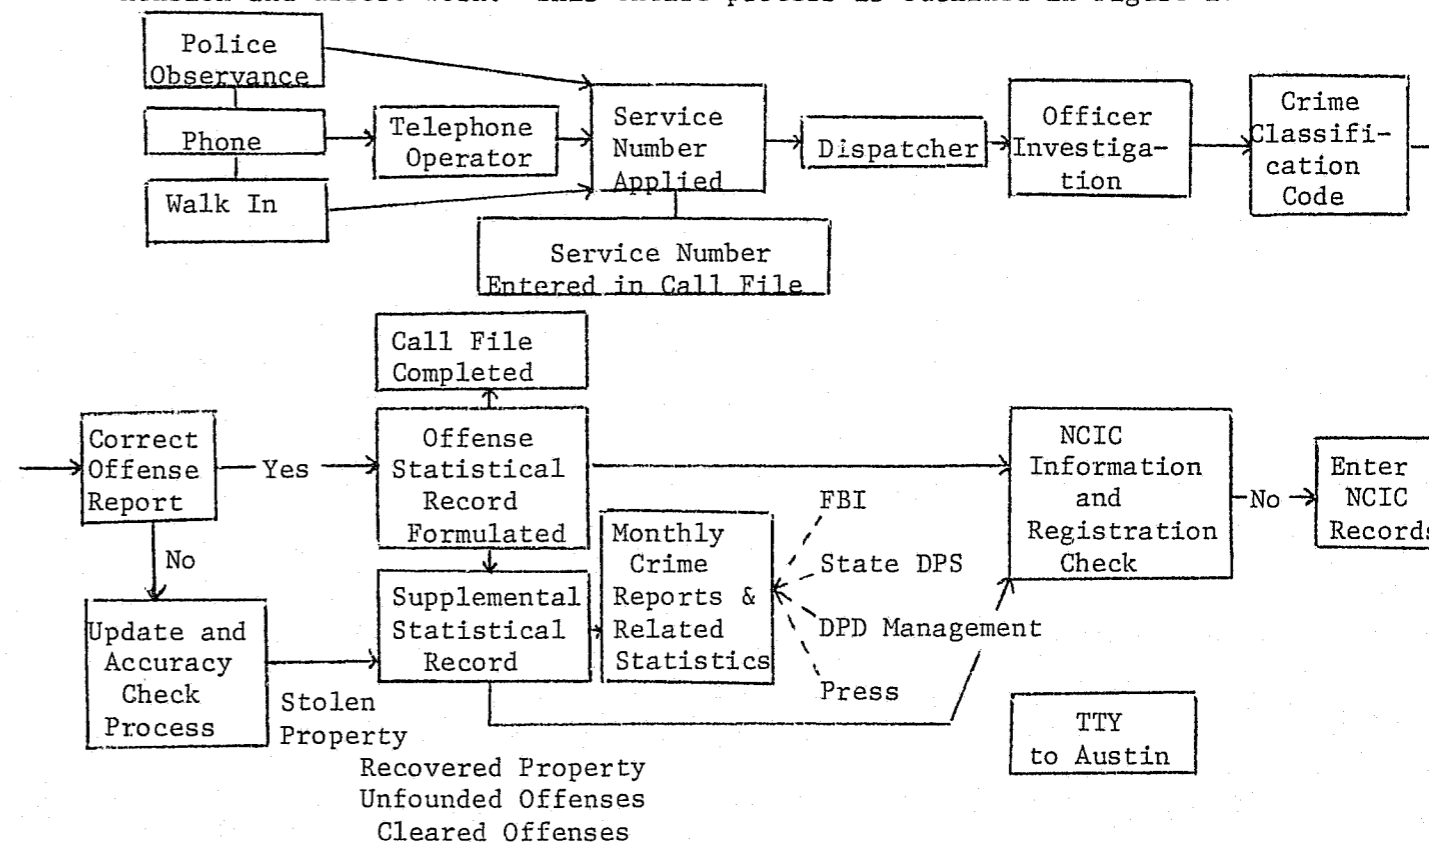 Police
Observance
Phone
Walk In
Telephone
Operator
Service
Number
Applied
Service Number
Entered in Call File
Dispatcher
Officer
Investiga-
tion
Crime
Classifi-
cation
Code
Correct
Offense
Report
Yes
No
Update and
Accuracy
Check
Process
Call File
Completed
Offense
Statistical
Record
Formulated
Supplemental
Statistical
Record
Stolen
Property
Recovered Property
Unfounded Offenses
Cleared Offenses
Monthly
Crime
Reports &
Related
Statistics
FBI
State DPS
DPD Management
Press
NCIC
Information
and
Registration
Check
No
Enter
NCIC
Records
TTY
to Austin